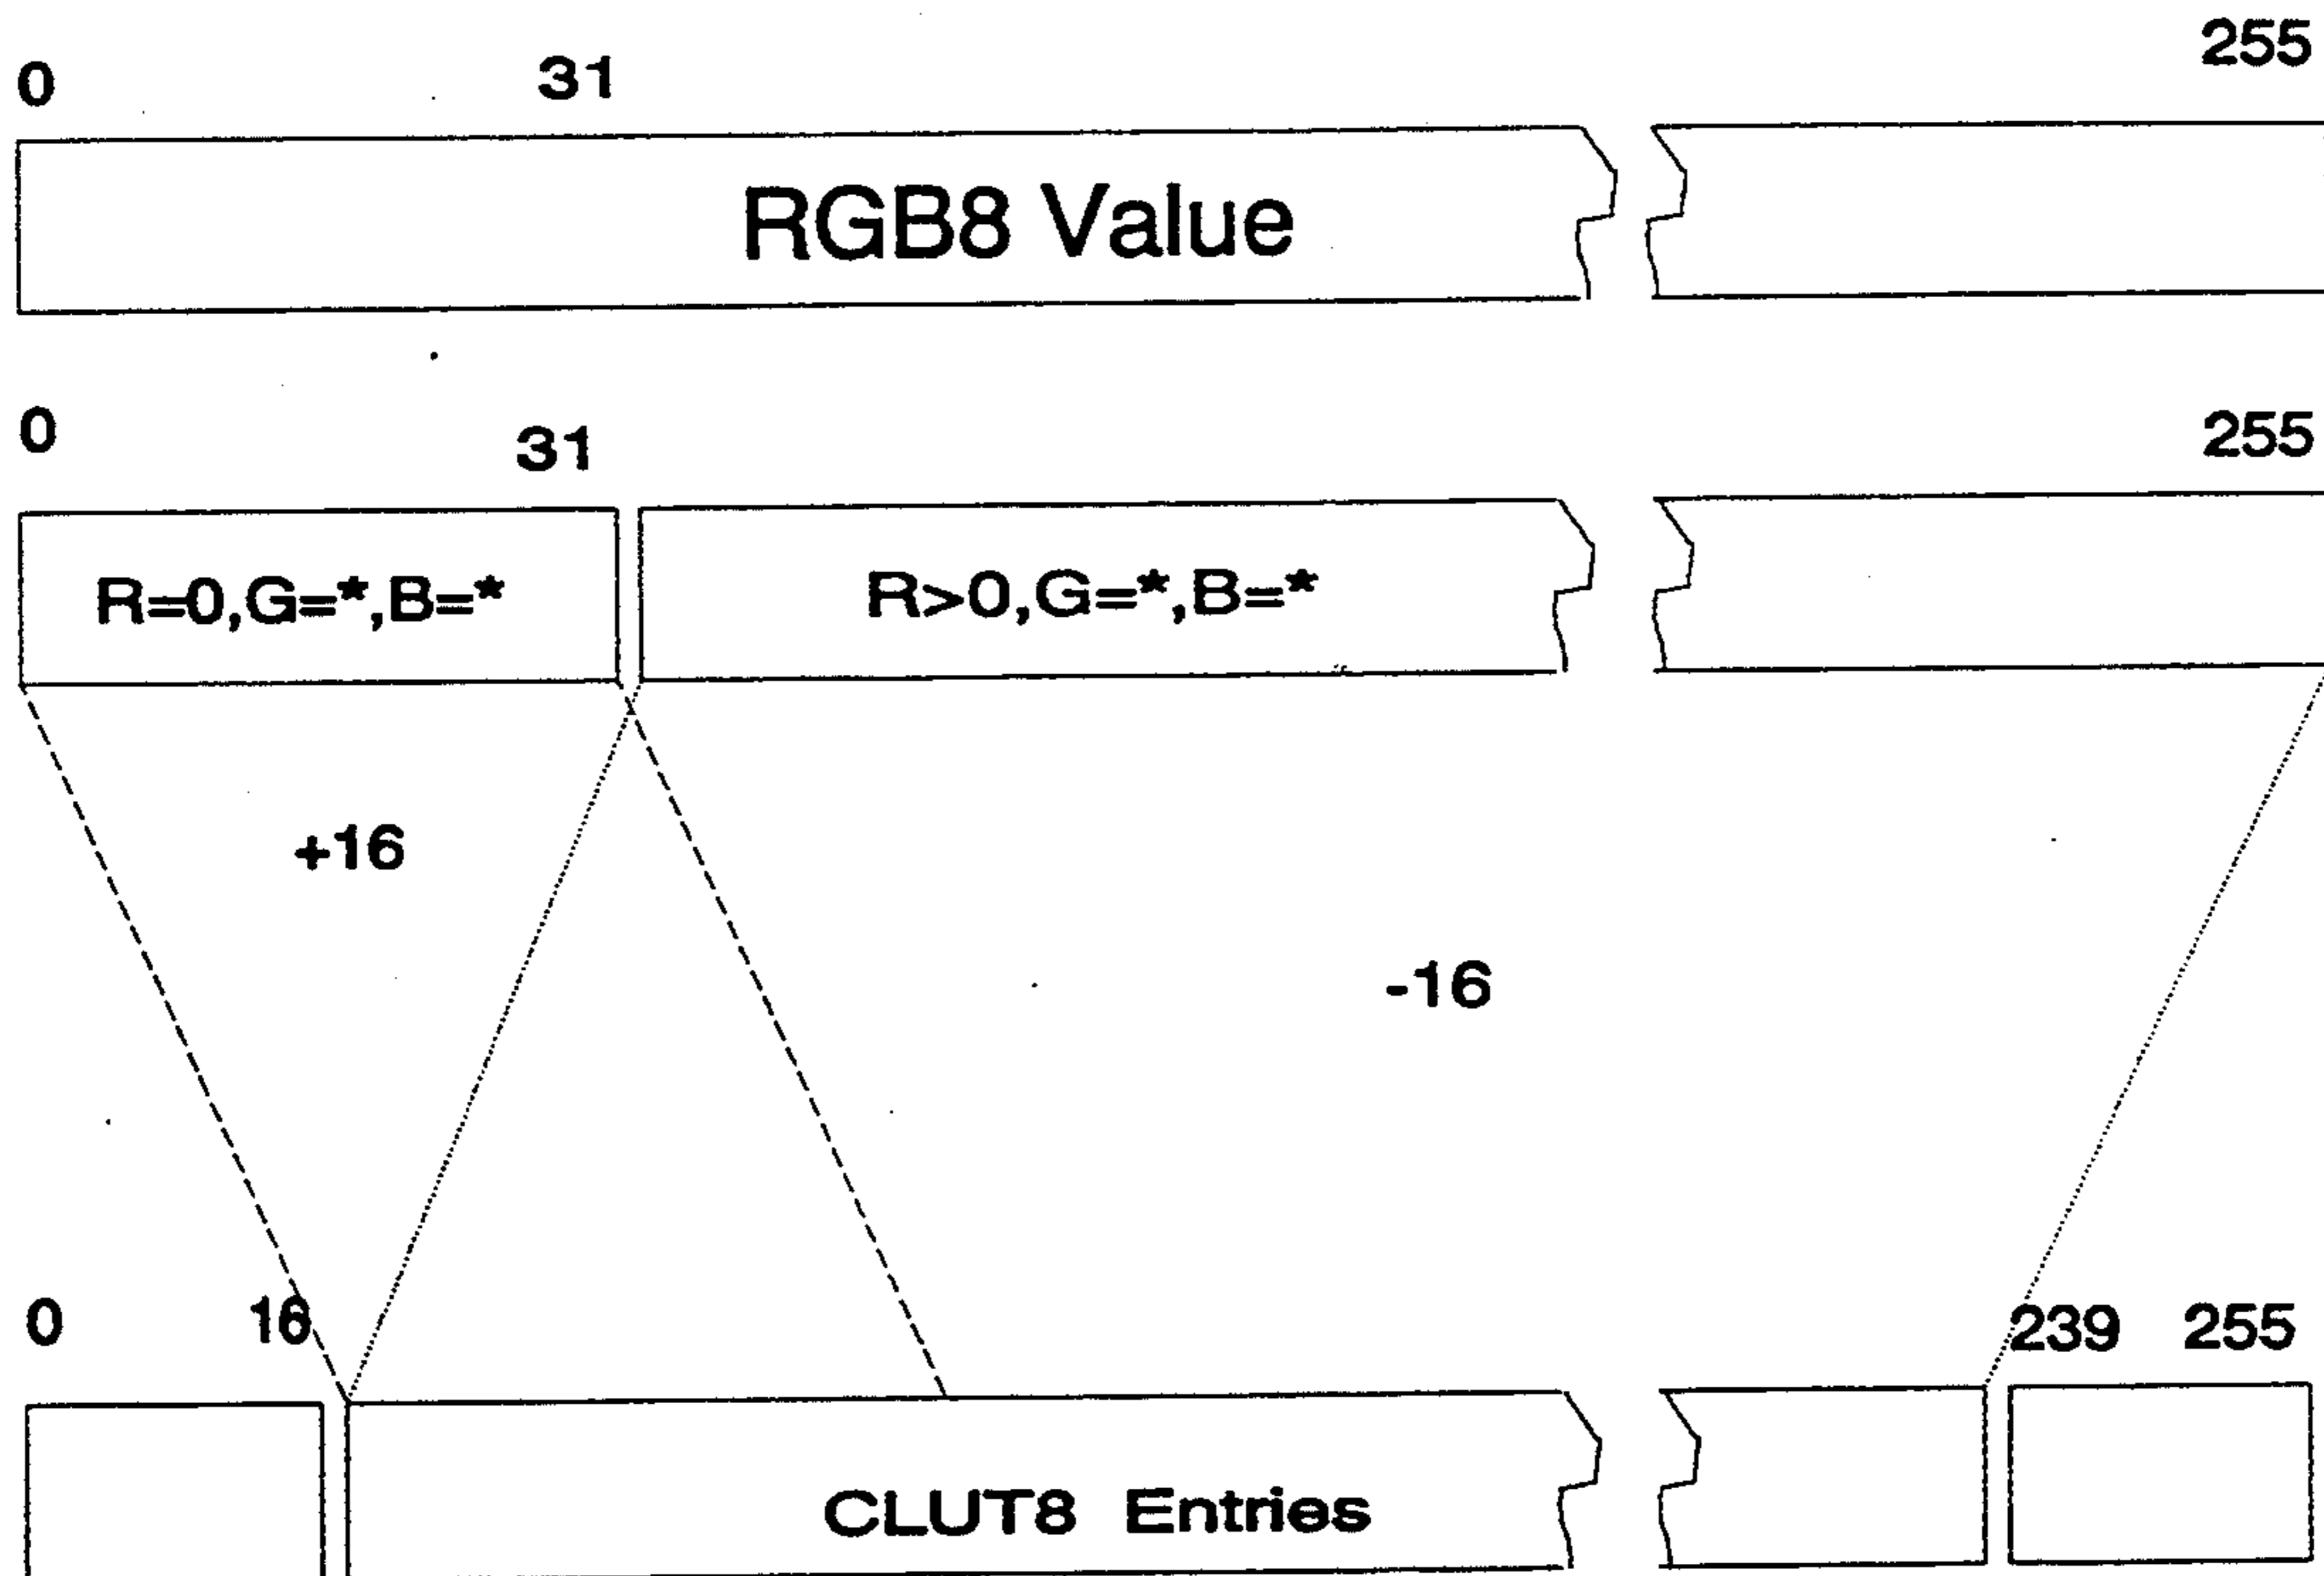 0 31 255
RGB8 Value
0 31 255
R=0,G=*,B=* R>0,G=*,B=*
+16
-16
0 16 239 255
CLUT8 Entries